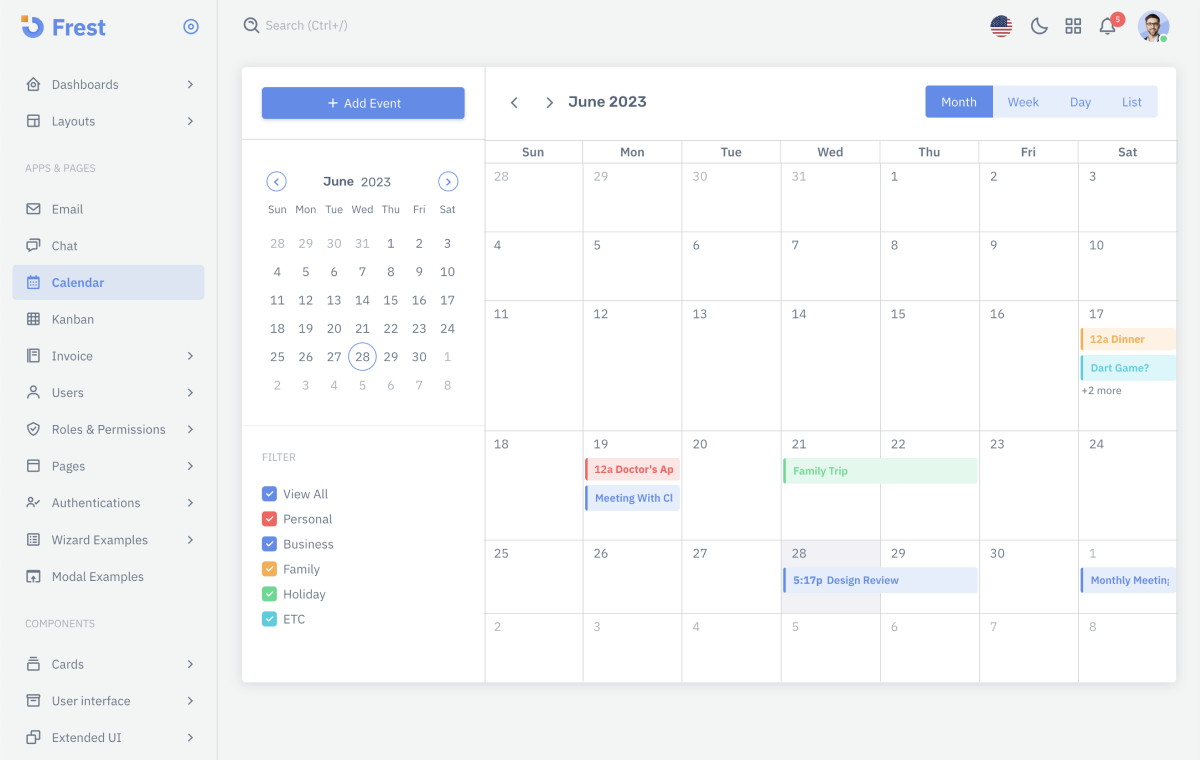 Frest
Dashboards
Layouts
APPS & PAGES
Email
Chat
Calendar
Kanban
Invoice
Users
Roles & Permissions
Pages
Authentications
Wizard Examples
Modal Examples
COMPONENTS
Cards
User interface
Extended UI
Search (Ctrl+/)
5
+ Add Event
June 2023
Sun Mon Tue Wed Thu Fri Sat
28 29 30 31 1 2 3
4 5 6 7 8 9 10
11 12 13 14 15 16 17
18 19 20 21 22 23 24
25 26 27 28 29 30 1
2 3 4 5 6 7 8
FILTER
View All
Personal
Business
Family
Holiday
ETC
June 2023
Month Week Day List
Sun Mon Tue Wed Thu Fri Sat
28 29 30 31 1 2 3
4 5 6 7 8 9 10
11 12 13 14 15 16 17
12a Dinner
Dart Game?
+2 more
18 19 20 21 22 23 24
12a Doctor's Ap
Meeting With Cl
Family Trip
25 26 27 28 29 30 1
5:17p Design Review
Monthly Meeting
2 3 4 5 6 7 8